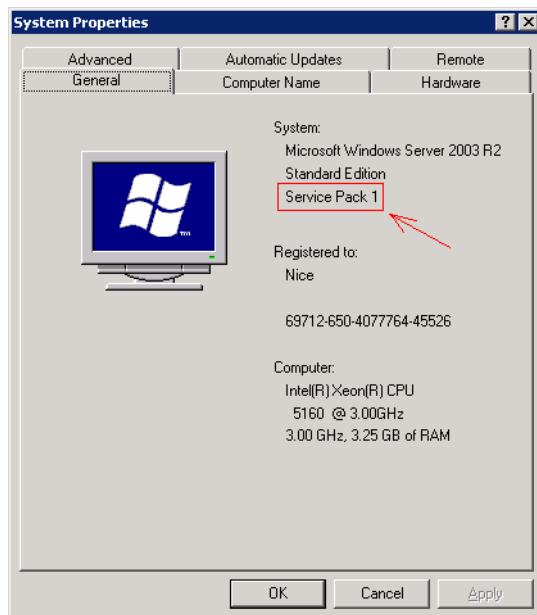 System Properties
Advanced
Automatic Updates
Remote
General
Computer Name
Hardware
System:
Microsoft Windows Server 2003 R2
Standard Edition
Service Pack 1
Registered to:
Nice
69712-650-4077764-45526
Computer:
Intel(R) Xeon(R) CPU
5160 @ 3.00GHz
3.00 GHz, 3.25 GB of RAM
OK
Cancel
Apply